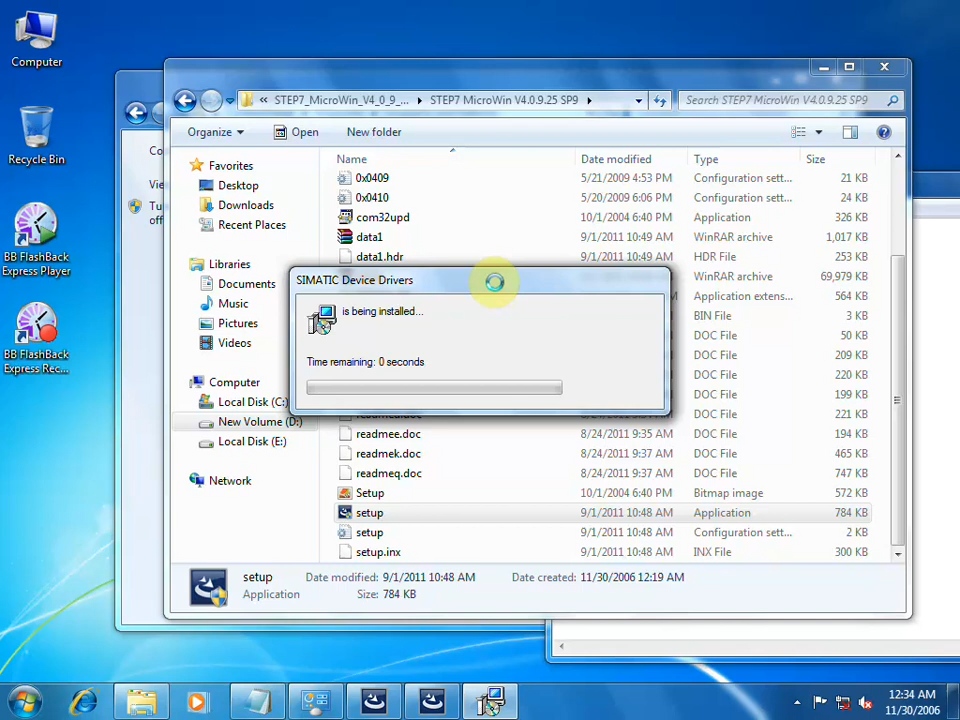 Computer
Recycle Bin
BB FlashBack
Express Player
BB FlashBack
Express Rec...
STEP7_MicroWin_V4_0_9_...
STEP7 MicroWin V4.0.9.25 SP9
Search STEP7 MicroWin V4.0.9.25 SP9
Organize
Open
New folder
Co
Vie
Tu
off
Favorites
Desktop
Downloads
Recent Places
Libraries
Documents
Music
Pictures
Videos
Computer
Local Disk (C:)
New Volume (D:)
Local Disk (E:)
Network
Name Date modified Type Size
0x0409 5/21/2009 4:53 PM Configuration sett... 21 KB
0x0410 5/20/2009 6:06 PM Configuration sett... 24 KB
com32upd 10/1/2004 6:40 PM Application 326 KB
data1 9/1/2011 10:49 AM WinRAR archive 1,017 KB
data1.hdr 9/1/2011 10:49 AM HDR File 253 KB
WinRAR archive 69,979 KB
Application extens... 564 KB
BIN File 3 KB
DOC File 50 KB
DOC File 209 KB
DOC File 220 KB
DOC File 199 KB
DOC File 221 KB
readmee.doc 8/24/2011 9:35 AM DOC File 194 KB
readmek.doc 8/24/2011 9:37 AM DOC File 465 KB
readmeq.doc 8/24/2011 9:37 AM DOC File 747 KB
Setup 10/1/2004 6:40 PM Bitmap image 572 KB
setup 9/1/2011 10:48 AM Application 784 KB
setup 9/1/2011 10:48 AM Configuration sett... 2 KB
setup.inx 9/1/2011 10:48 AM INX File 300 KB
SIMATIC Device Drivers
is being installed...
Time remaining: 0 seconds
setup Date modified: 9/1/2011 10:48 AM Date created: 11/30/2006 12:19 AM
Application Size: 784 KB
12:34 AM
11/30/2006